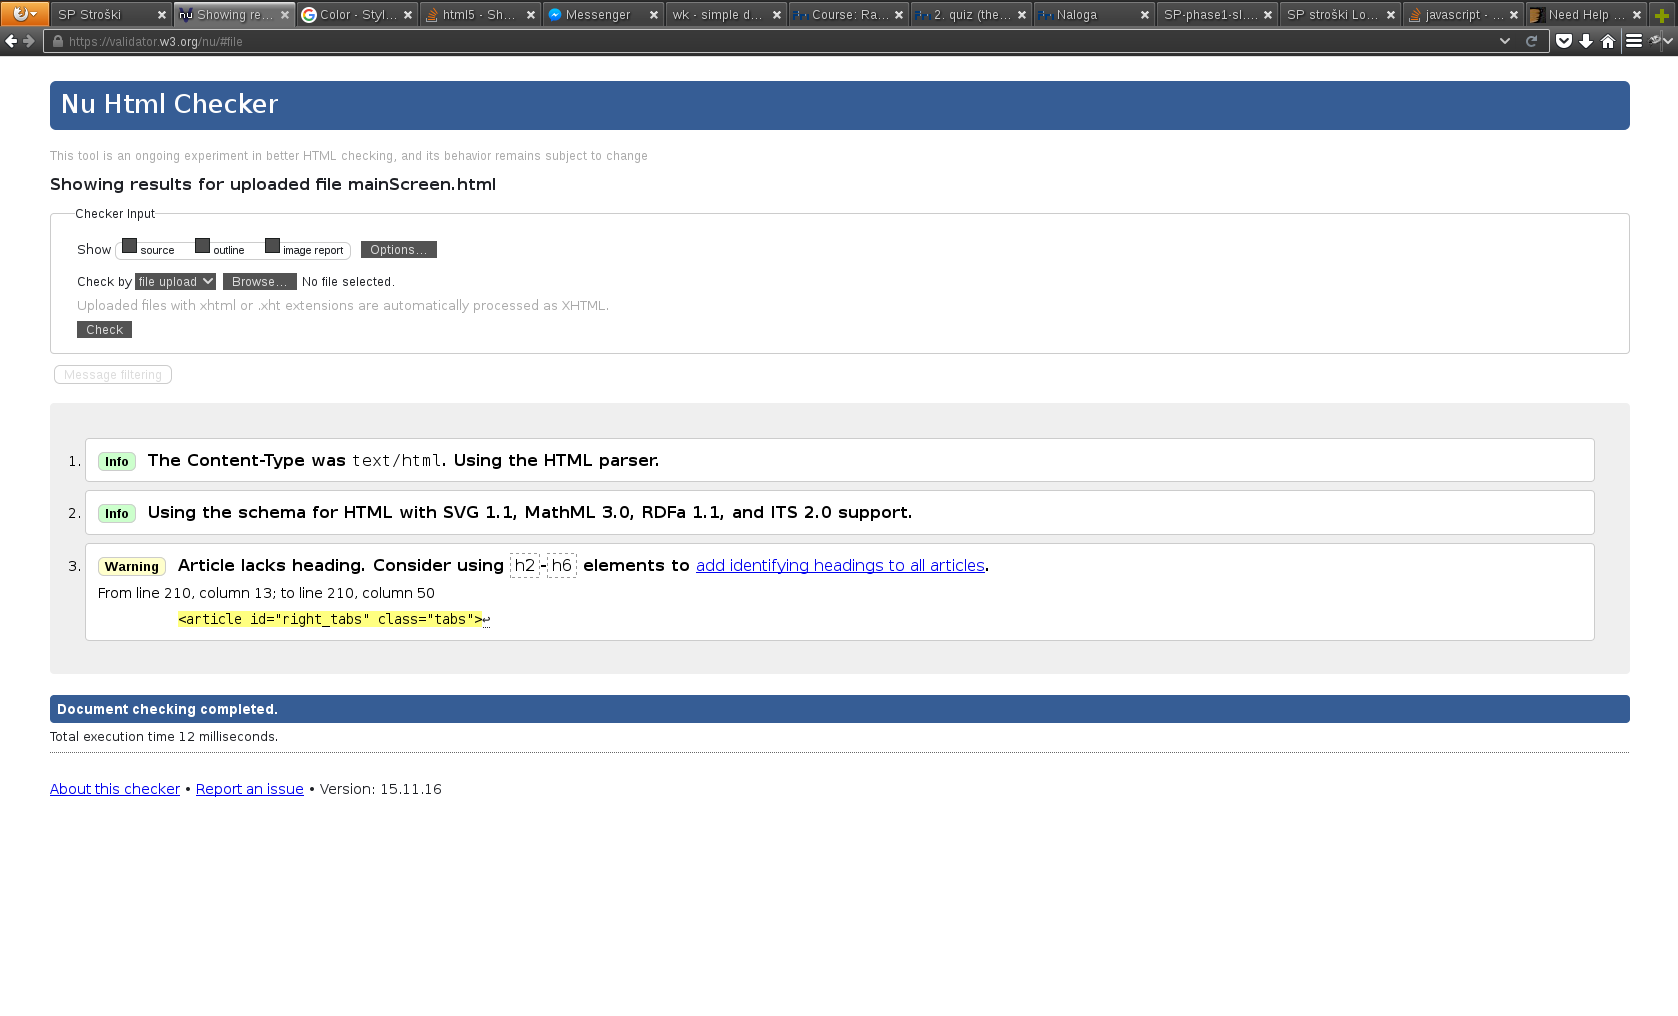 SP Stroški
Showing re...
Color - Styl...
html5 - Sh...
Messenger
wk - simple d...
Course: Ra...
2. quiz (the...
Naloga
SP-phase1-sl....
SP stroški Lo...
javascript - ...
Need Help ...
https://validator.w3.org/nu/#file
Nu Html Checker
This tool is an ongoing experiment in better HTML checking, and its behavior remains subject to change
Showing results for uploaded file mainScreen.html
Checker Input
Show source outline image report Options...
Check by file upload Browse... No file selected.
Uploaded files with xhtml or .xht extensions are automatically processed as XHTML.
Check
Message filtering
1. Info The Content-Type was text/html. Using the HTML parser.
2. Info Using the schema for HTML with SVG 1.1, MathML 3.0, RDFa 1.1, and ITS 2.0 support.
3. Warning Article lacks heading. Consider using h2-h6 elements to add identifying headings to all articles.
From line 210, column 13; to line 210, column 50
<article id="right_tabs" class="tabs">↩
Document checking completed.
Total execution time 12 milliseconds.
About this checker • Report an issue • Version: 15.11.16